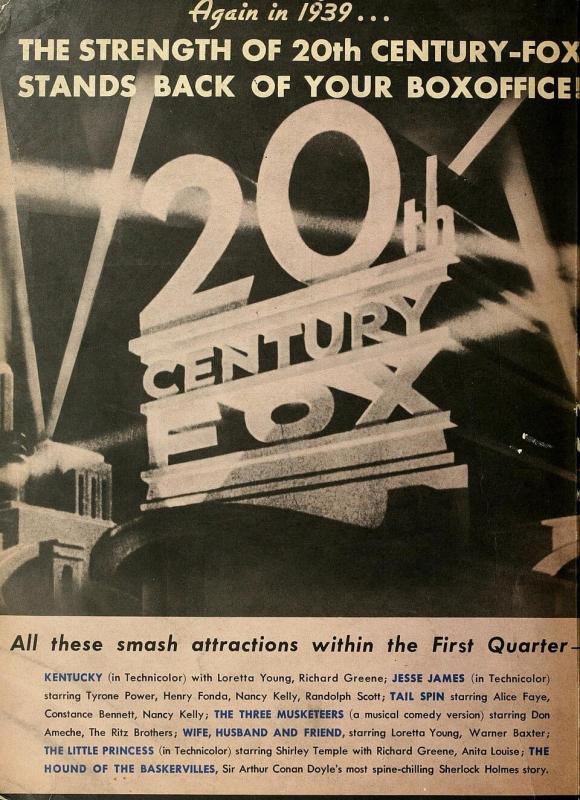 Again in 1939...
THE STRENGTH OF 20th CENTURY-FOX
STANDS BACK OF YOUR BOXOFFICE!
20th
CENTURY
FOX
All these smash attractions within the First Quarter—
KENTUCKY (in Technicolor) with Loretta Young, Richard Greene; JESSE JAMES (in Technicolor)
starring Tyrone Power, Henry Fonda, Nancy Kelly, Randolph Scott; TAIL SPIN starring Alice Faye,
Constance Bennett, Nancy Kelly; THE THREE MUSKETEERS (a musical comedy version) starring Don
Ameche, The Ritz Brothers; WIFE, HUSBAND AND FRIEND, starring Loretta Young, Warner Baxter;
THE LITTLE PRINCESS (in Technicolor) starring Shirley Temple with Richard Greene, Anita Louise; THE
HOUND OF THE BASKERVILLES, Sir Arthur Conan Doyle's most spine-chilling Sherlock Holmes story.